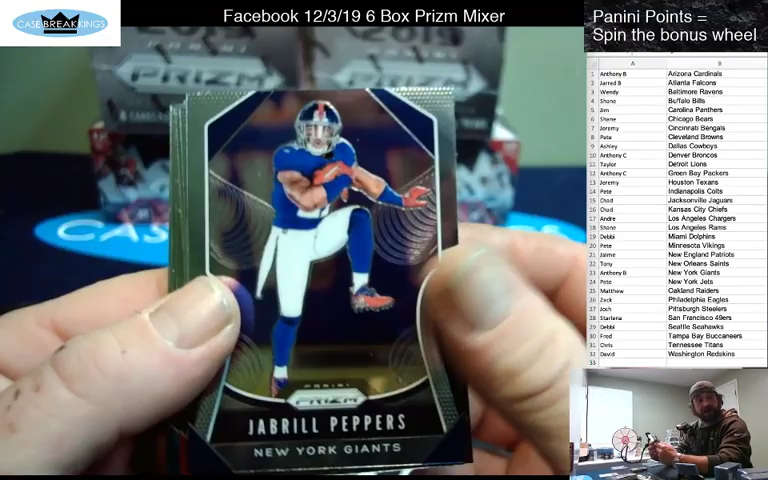 CASE BREAK KINGS
Facebook 12/3/19 6 Box Prizm Mixer
Panini Points =
Spin the bonus wheel
PRIZM
PRIZM
CA
PANINI
PRIZM
JABRILL PEPPERS
NEW YORK GIANTS
A B
1 Anthony B Arizona Cardinals
2 Jarred B Atlanta Falcons
3 Wendy Baltimore Ravens
4 Shane Buffalo Bills
5 Jim Carolina Panthers
6 Shane Chicago Bears
7 Jeremy Cincinnati Bengals
8 Pete Cleveland Browns
9 Ashley Dallas Cowboys
10 Anthony C Denver Broncos
11 Taylor Detroit Lions
12 Anthony C Green Bay Packers
13 Jeremy Houston Texans
14 Pete Indianapolis Colts
15 Chad Jacksonville Jaguars
16 Chad Kansas City Chiefs
17 Andre Los Angeles Chargers
18 Shane Los Angeles Rams
19 Debbi Miami Dolphins
20 Pete Minnesota Vikings
21 Jaime New England Patriots
22 Tony New Orleans Saints
23 Anthony B New York Giants
24 Pete New York Jets
25 Matthew Oakland Raiders
26 Zack Philadelphia Eagles
27 Josh Pittsburgh Steelers
28 Starlena San Francisco 49ers
29 Debbi Seattle Seahawks
30 Fred Tampa Bay Buccaneers
31 Chris Tennessee Titans
32 David Washington Redskins
33